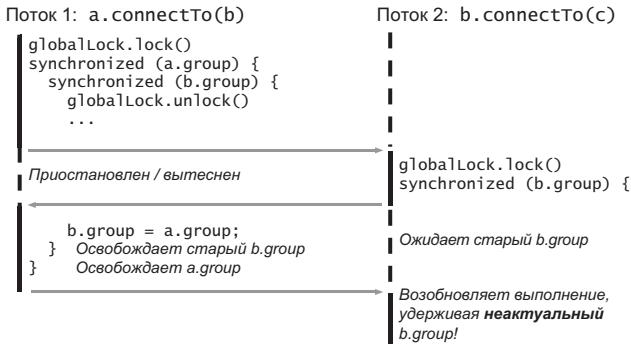 Поток 1: a.connectTo(b)
Поток 2: b.connectTo(c)
globalLock.lock()
synchronized (a.group) {
synchronized (b.group) {
globalLock.unlock()
...
Приостановлен / вытеснен
globalLock.lock()
synchronized (b.group) {
b.group = a.group;
} Освобождает старый b.group
} Освобождает a.group
Ожидает старый b.group
Возобновляет выполнение,
удерживая неактуальный
b.group!